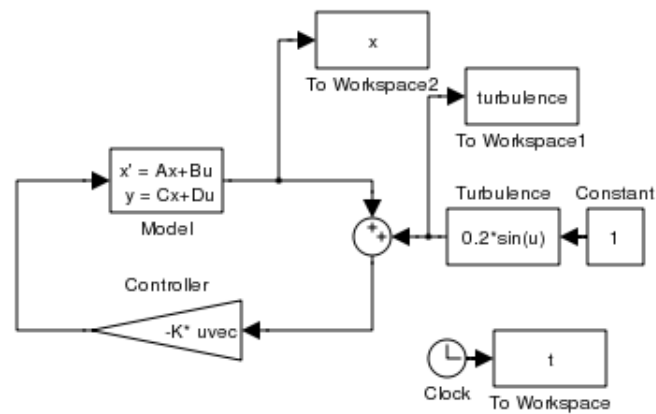 x
To Workspace2
turbulence
To Workspace1
x' = Ax+Bu
y = Cx+Du
Model
Turbulence
Constant
+
+
0.2*sin(u)
1
Controller
-K* uvec
t
Clock
To Workspace